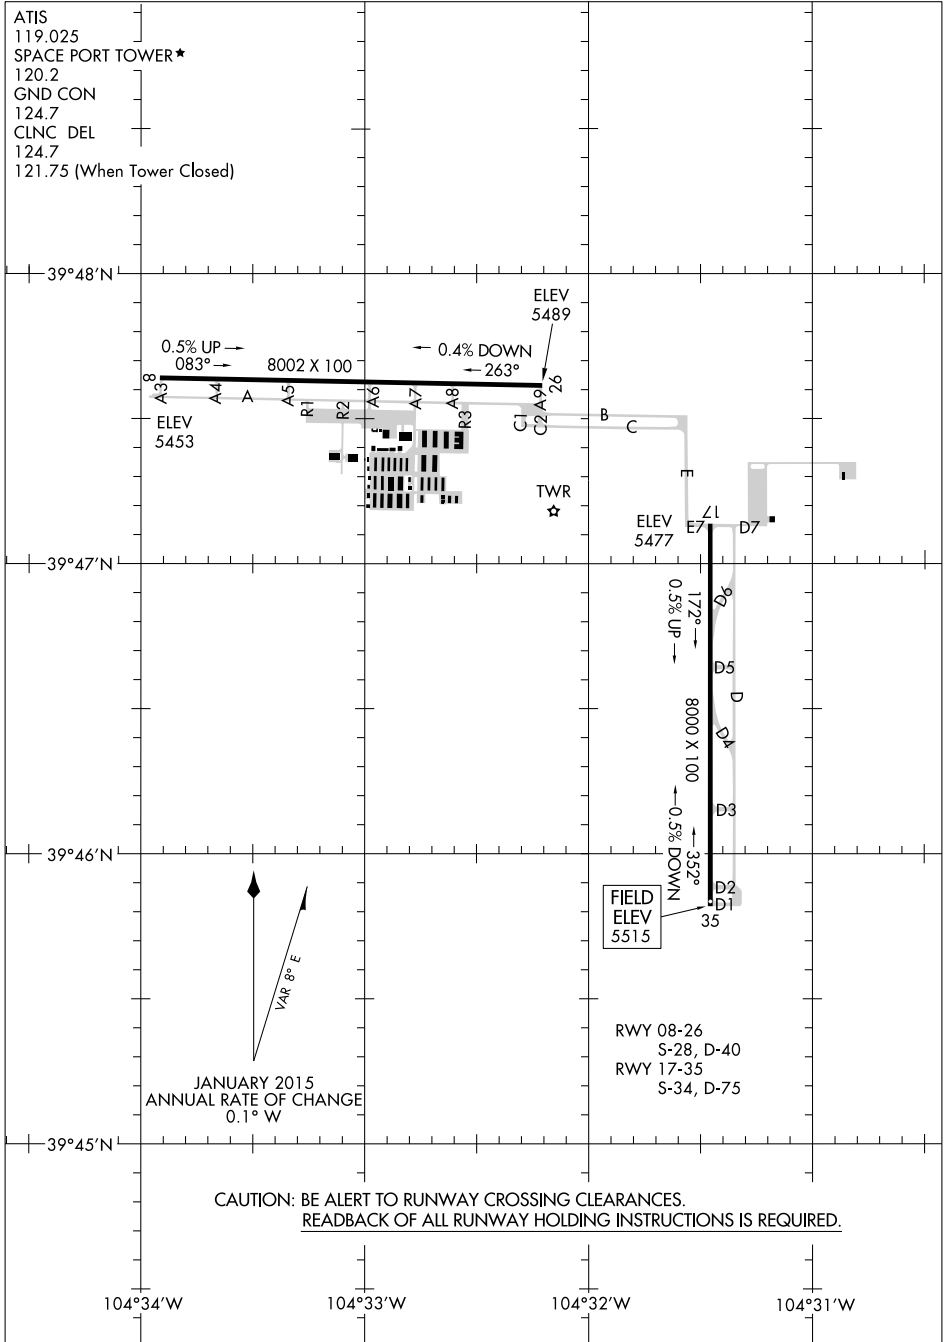 ATIS
119.025
SPACE PORT TOWER★
120.2
GND CON
124.7
CLNC DEL
124.7
121.75 (When Tower Closed)
39°48'N
ELEV
5489
0.5% UP →
← 0.4% DOWN
083° →
8002 X 100
← 263°
8
26
A3
A4
A
A5
A6
A7
A8
A9
R1
R2
R3
C1
C2
B
C
ELEV
5453
E
TWR
ELEV
5477
17
E7
D7
39°47'N
172° →
0.5% UP →
D6
D5
D
D4
8000 X 100
D3
← 0.5% DOWN
← 352°
39°46'N
D2
D1
FIELD
ELEV
5515
35
VAR 8° E
RWY 08-26
S-28, D-40
RWY 17-35
S-34, D-75
JANUARY 2015
ANNUAL RATE OF CHANGE
0.1° W
39°45'N
CAUTION: BE ALERT TO RUNWAY CROSSING CLEARANCES.
READBACK OF ALL RUNWAY HOLDING INSTRUCTIONS IS REQUIRED.
104°34'W
104°33'W
104°32'W
104°31'W